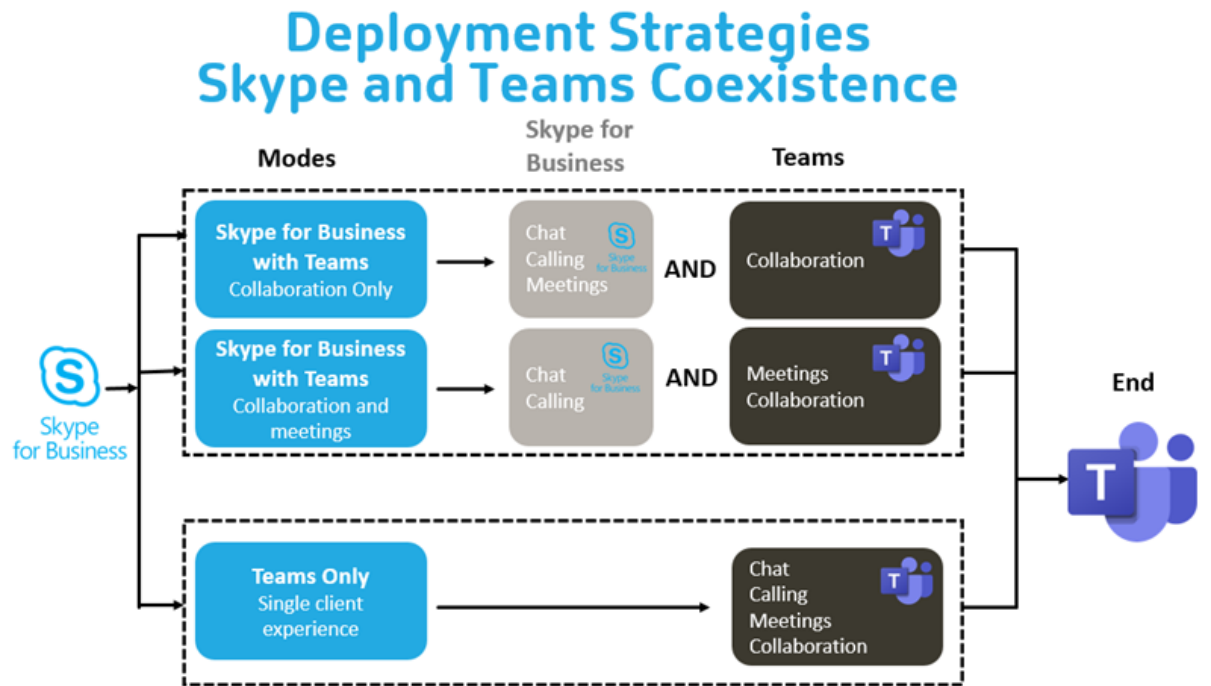 Deployment Strategies
Skype and Teams Coexistence
Modes
Skype for
Business
Teams
Skype for Business
with Teams
Collaboration Only
Chat
Calling
Meetings
S
Skype
for Business
AND
Collaboration
T
Skype for Business
with Teams
Collaboration and
meetings
Chat
Calling
S
Skype
for Business
AND
Meetings
Collaboration
T
S
Skype
for Business
End
T
Teams Only
Single client
experience
Chat
Calling
Meetings
Collaboration
T